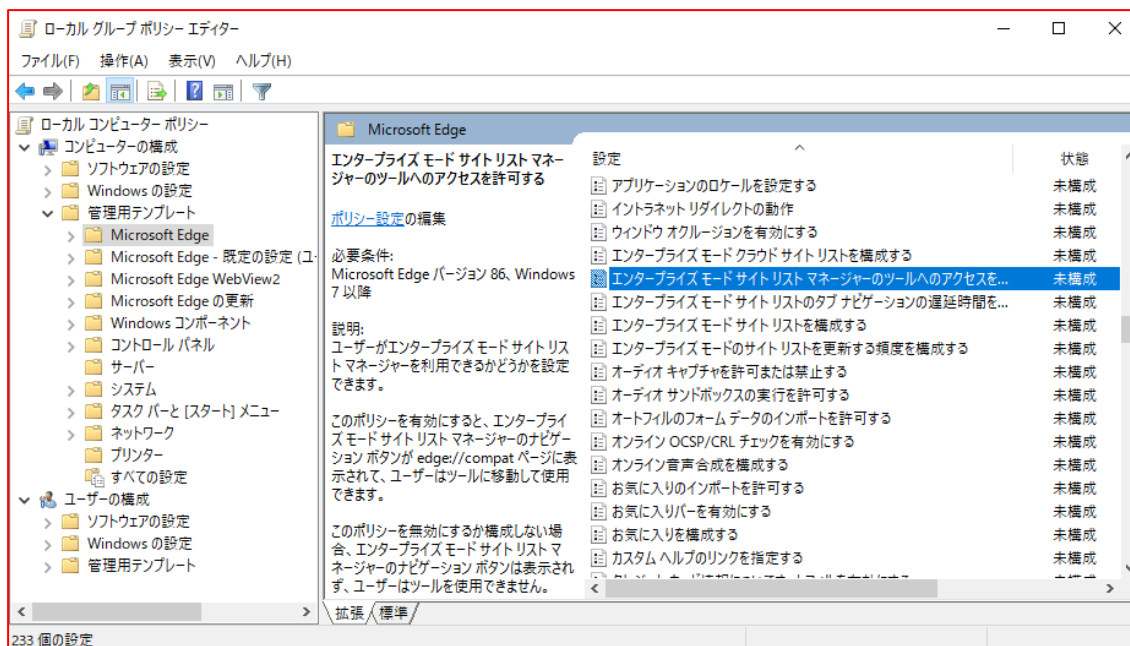 ローカル グループ ポリシー エディター
ファイル(F) 操作(A) 表示(V) ヘルプ(H)
ローカル コンピューター ポリシー
コンピューターの構成
ソフトウェアの設定
Windows の設定
管理用テンプレート
Microsoft Edge
Microsoft Edge - 既定の設定 (ユ
Microsoft Edge WebView2
Microsoft Edge の更新
Windows コンポーネント
コントロール パネル
サーバー
システム
タスク バーと [スタート] メニュー
ネットワーク
プリンター
すべての設定
ユーザーの構成
ソフトウェアの設定
Windows の設定
管理用テンプレート
Microsoft Edge
エンタープライズ モード サイト リスト マネー
ジャーのツールへのアクセスを許可する
ポリシー設定の編集
必要条件:
Microsoft Edge バージョン 86、Windows
7 以降
説明:
ユーザーがエンタープライズ モード サイト リス
ト マネージャーを利用できるかどうかを設定
できます。
このポリシーを有効にすると、エンタープライ
ズ モード サイト リスト マネージャーのナビゲー
ション ボタンが edge://compat ページに表
示されて、ユーザーはツールに移動して使用
できます。
このポリシーを無効にするか構成しない場
合、エンタープライズ モード サイト リスト マ
ネージャーのナビゲーション ボタンは表示され
ず、ユーザーはツールを使用できません。
設定 状態
アプリケーションのロケールを設定する 未構成
イントラネット リダイレクトの動作 未構成
ウィンドウ オクルージョンを有効にする 未構成
エンタープライズ モード クラウド サイト リストを構成する 未構成
エンタープライズ モード サイト リスト マネージャーのツールへのアクセスを... 未構成
エンタープライズ モード サイト リストのタブ ナビゲーションの遅延時間を... 未構成
エンタープライズ モード サイト リストを構成する 未構成
エンタープライズ モードのサイト リストを更新する頻度を構成する 未構成
オーディオ キャプチャを許可または禁止する 未構成
オーディオ サンドボックスの実行を許可する 未構成
オートフィルのフォーム データのインポートを許可する 未構成
オンライン OCSP/CRL チェックを有効にする 未構成
オンライン音声合成を構成する 未構成
お気に入りのインポートを許可する 未構成
お気に入りバーを有効にする 未構成
お気に入りを構成する 未構成
カスタム ヘルプのリンクを指定する 未構成
拡張 標準
233 個の設定